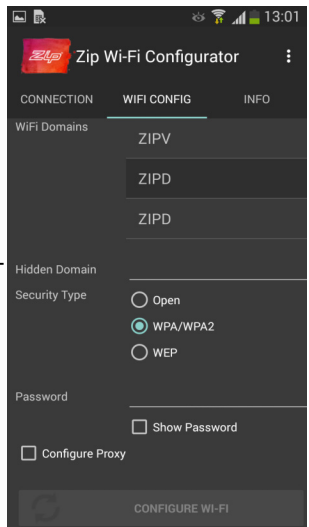 13:01
Zip Zip Wi-Fi Configurator
CONNECTION WIFI CONFIG INFO
WiFi Domains
ZIPV
ZIPD
ZIPD
Hidden Domain
Security Type
Open
WPA/WPA2
WEP
Password
Show Password
Configure Proxy
CONFIGURE WI-FI